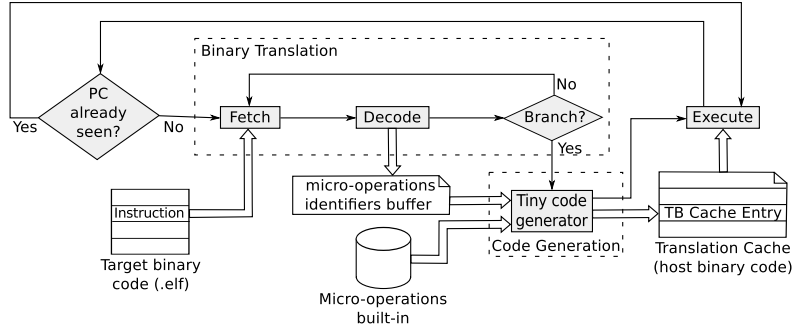 Binary Translation
PC
already
seen?
Yes
No
Fetch
Decode
Branch?
No
Yes
Execute
Instruction
Target binary
code (.elf)
micro-operations
identifiers buffer
Micro-operations
built-in
Tiny code
generator
Code Generation
TB Cache Entry
Translation Cache
(host binary code)